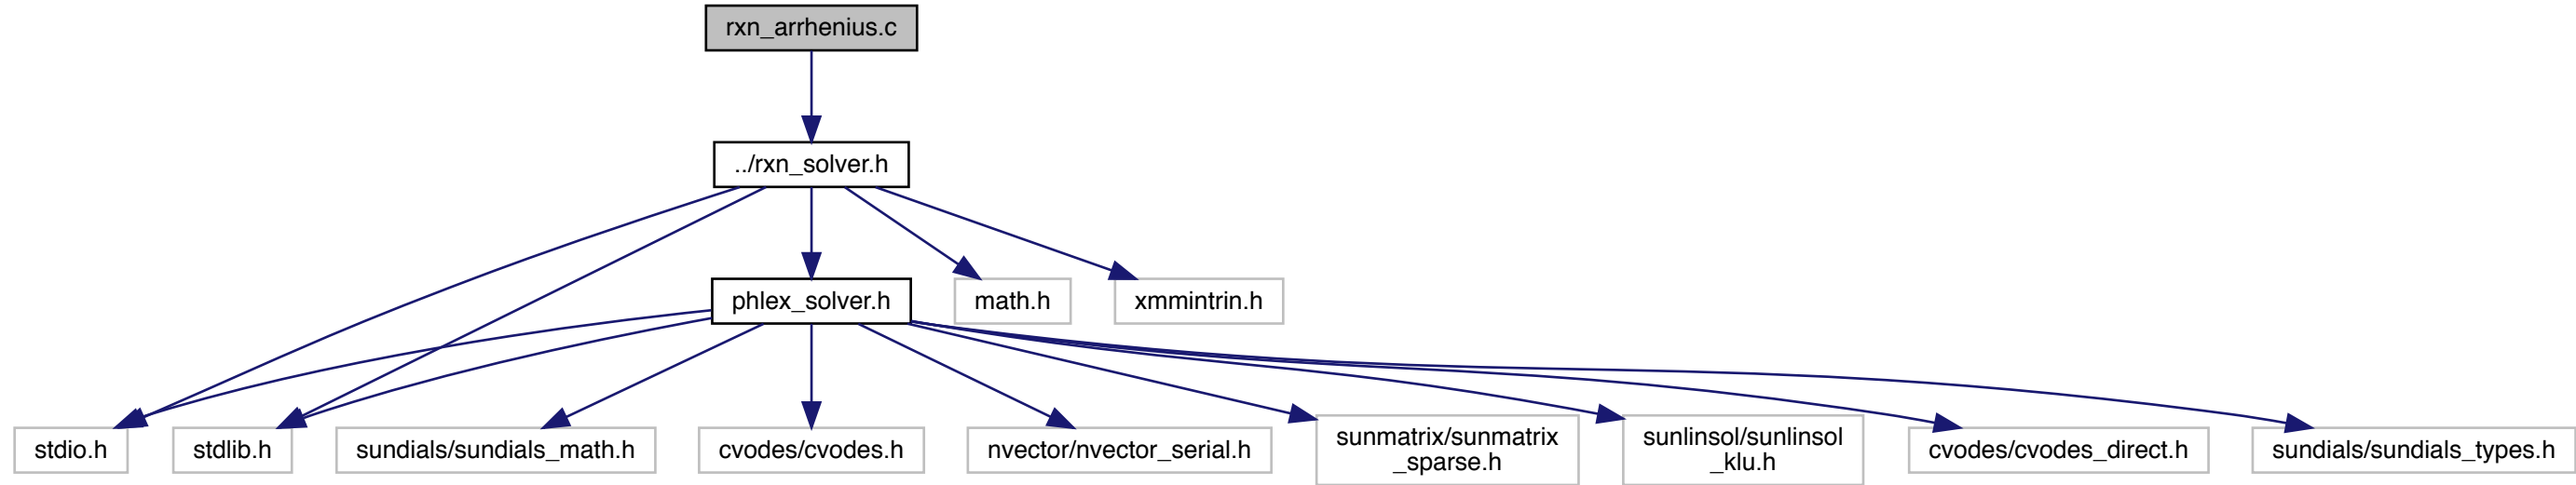 rxn_arrhenius.c
../rxn_solver.h
phlex_solver.h
math.h
xmmintrin.h
stdio.h
stdlib.h
sundials/sundials_math.h
cvodes/cvodes.h
nvector/nvector_serial.h
sunmatrix/sunmatrix
_sparse.h
sunlinsol/sunlinsol
_klu.h
cvodes/cvodes_direct.h
sundials/sundials_types.h